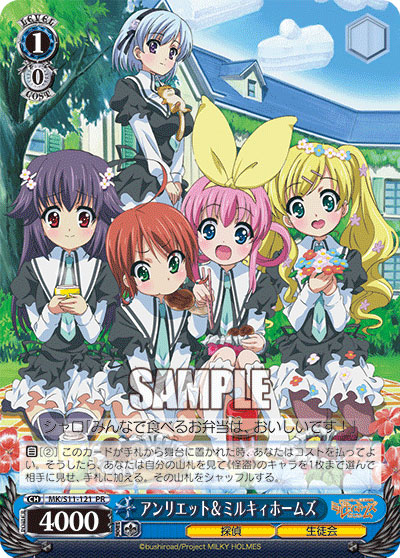 LEVEL
1
0
COST
SAMPLE
シャロ「みんなで食べるお弁当は、おいしいです!」
自[②] このカードが手札から舞台に置かれた時、あなたはコストを払ってよい。そうしたら、あなたは自分の山札を見て《怪盗》のキャラを1枚まで選んで相手に見せ、手札に加える。その山札をシャッフルする。
CH MK/S11-121 PR
4000
アンリエット&ミルキィホームズ
探偵 生徒会
©bushiroad/Project MILKY HOLMES